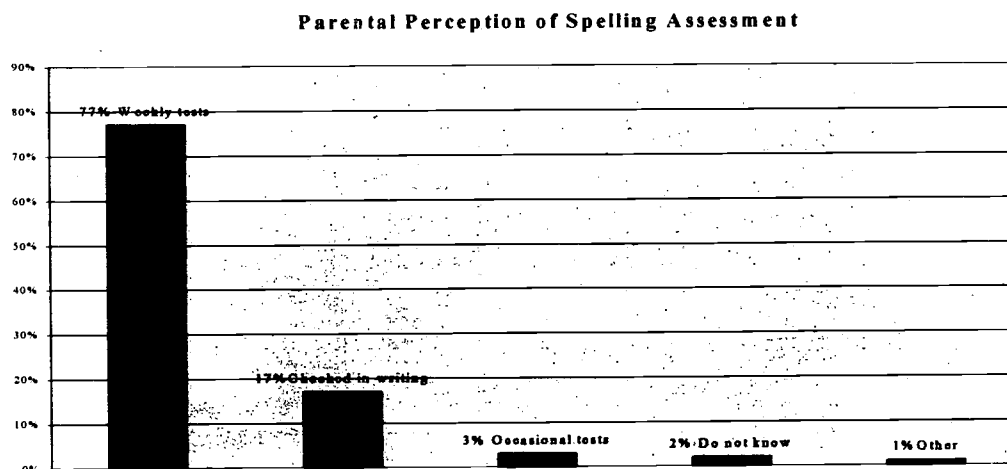 Parental Perception of Spelling Assessment
90%
77% Weekly tests
80%
70%
60%
50%
40%
30%
20%
17% Checked in writing
10%
3% Occasional tests
2% Do not know
1% Other
0%